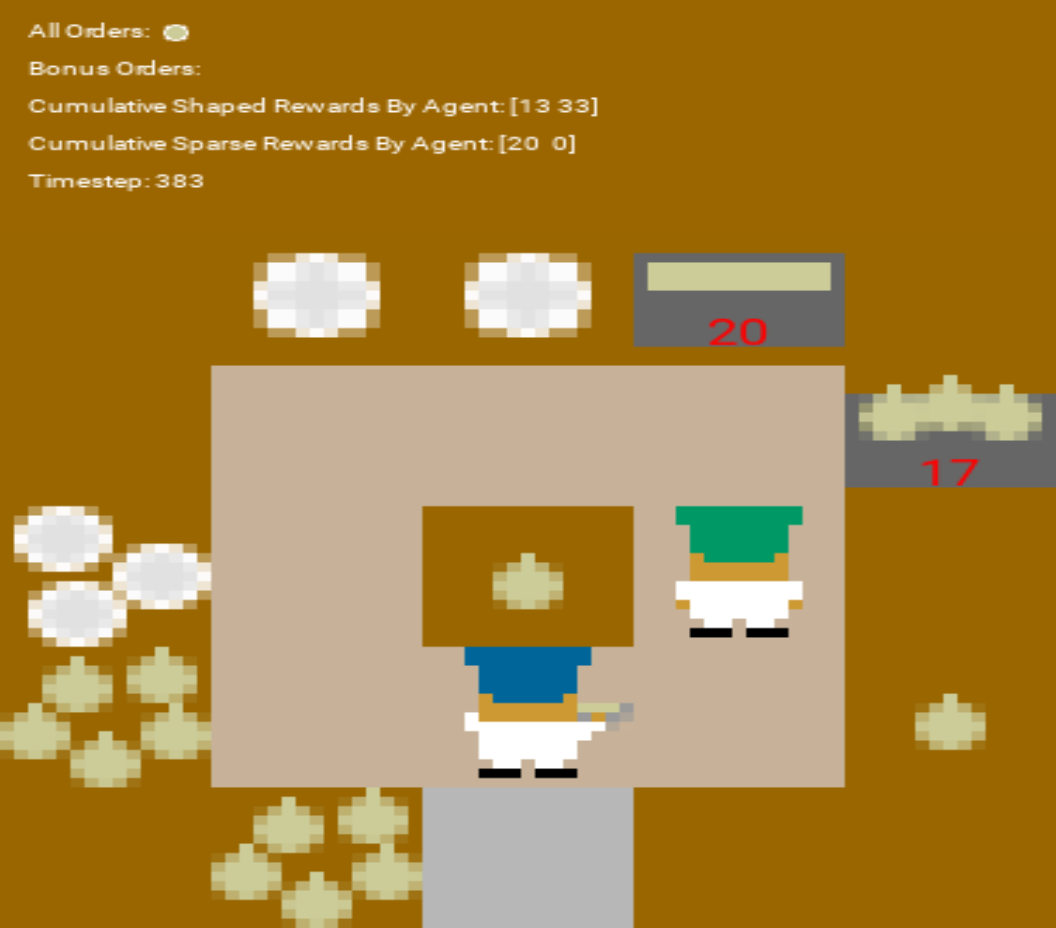 All Orders:
Bonus Orders:
Cumulative Shaped Rewards By Agent: [13 33]
Cumulative Sparse Rewards By Agent: [20 0]
Timestep: 383
20
17